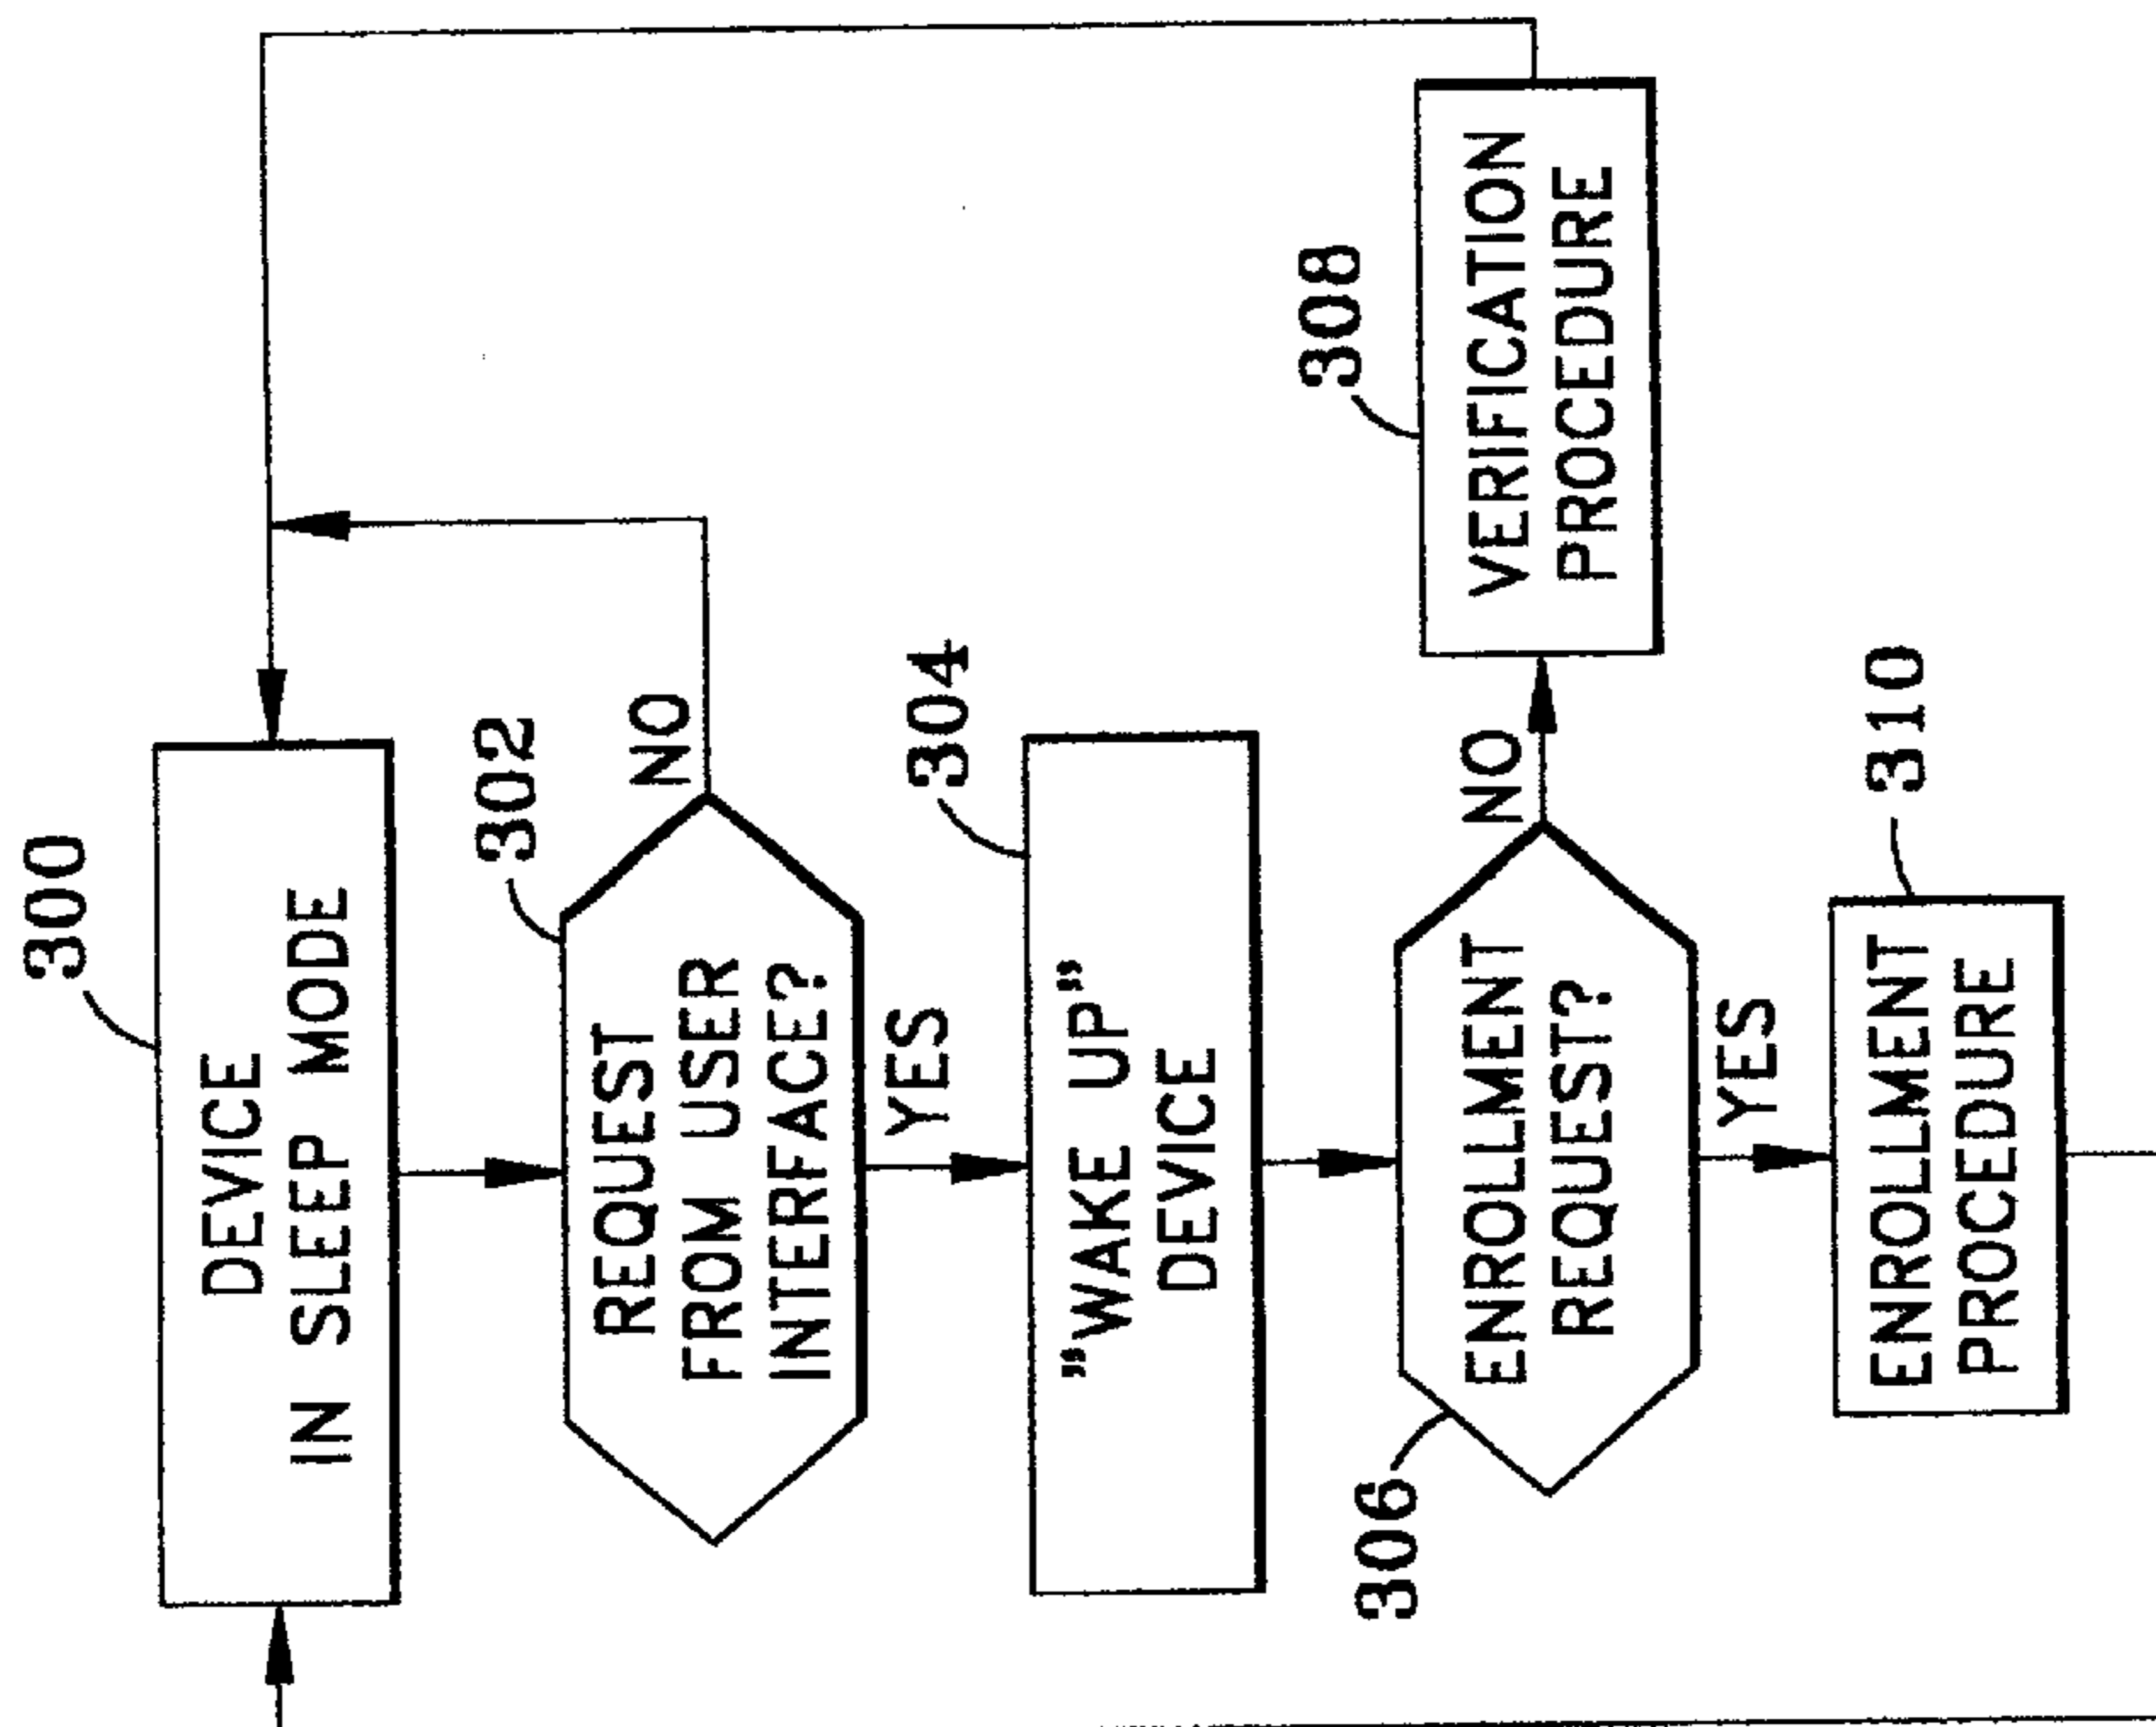 300
DEVICE
IN SLEEP MODE
302
REQUEST
FROM USER
INTERFACE?
NO
YES
304
"WAKE UP"
DEVICE
306
ENROLLMENT
REQUEST?
NO
YES
308
VERIFICATION
PROCEDURE
310
ENROLLMENT
PROCEDURE